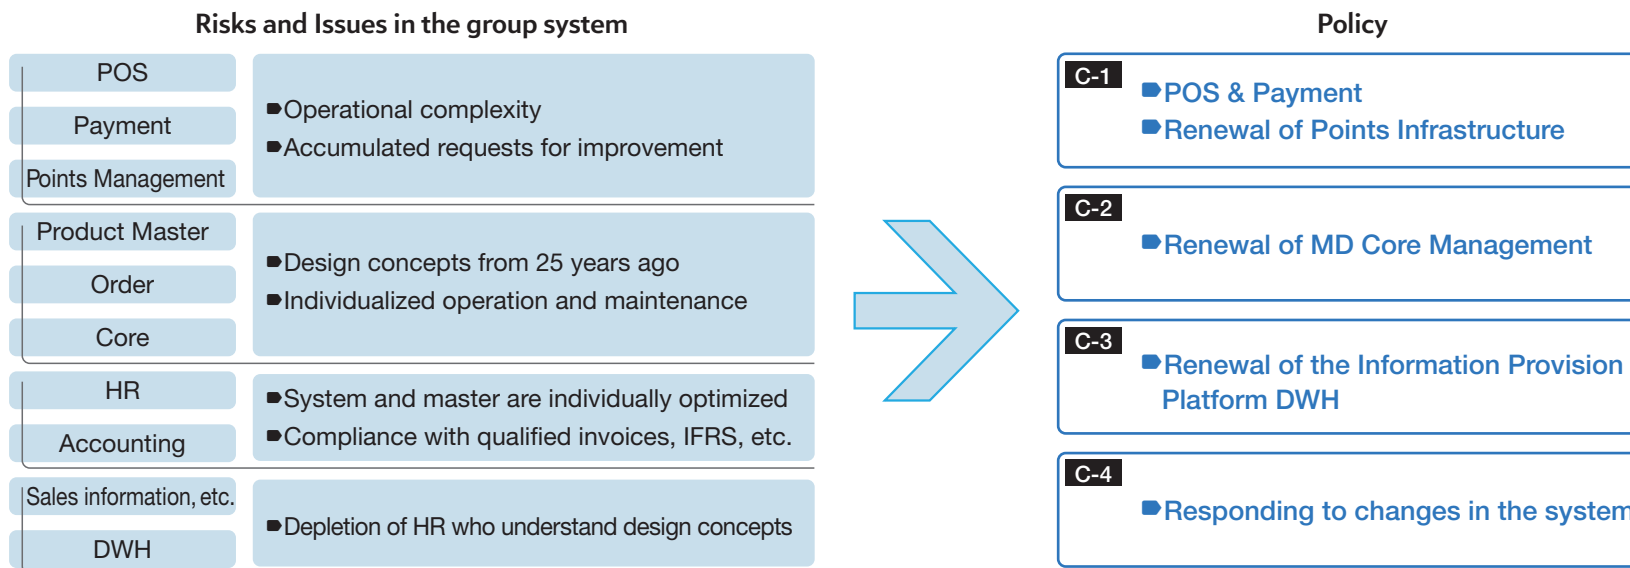 Risks and Issues in the group system
POS
Payment
Points Management
Operational complexity
Accumulated requests for improvement
Product Master
Order
Core
Design concepts from 25 years ago
Individualized operation and maintenance
HR
Accounting
System and master are individually optimized
Compliance with qualified invoices, IFRS, etc.
Sales information, etc.
DWH
Depletion of HR who understand design concepts
Policy
C-1
POS & Payment
Renewal of Points Infrastructure
C-2
Renewal of MD Core Management
C-3
Renewal of the Information Provision
Platform DWH
C-4
Responding to changes in the system